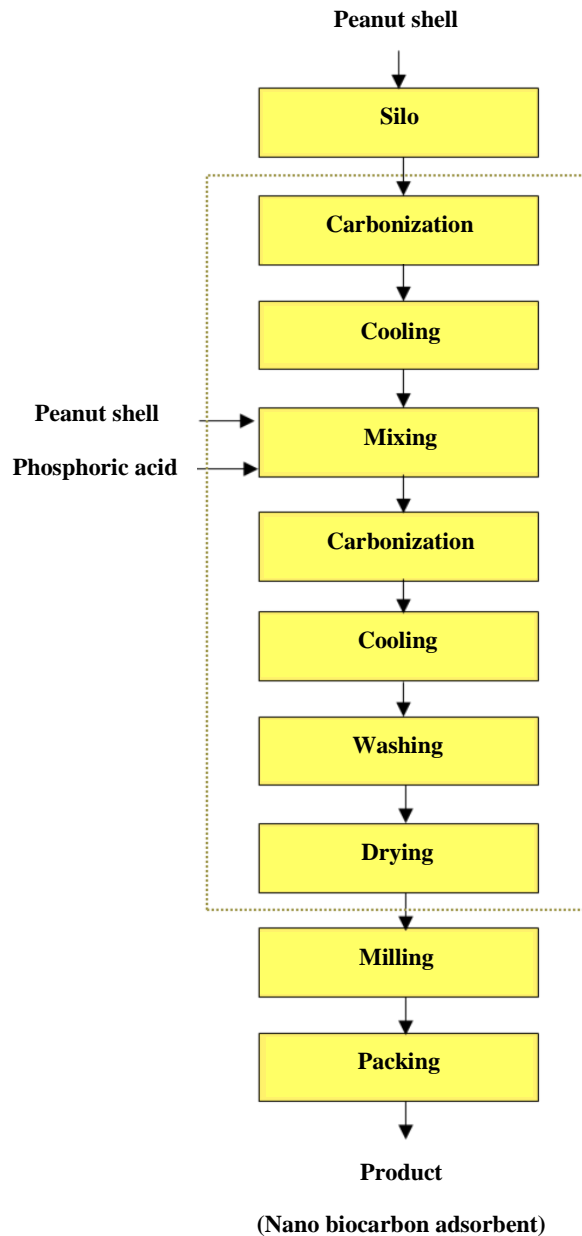 Peanut shell
Silo
Carbonization
Cooling
Peanut shell
Mixing
Phosphoric acid
Carbonization
Cooling
Washing
Drying
Milling
Packing
Product
(Nano biocarbon adsorbent)